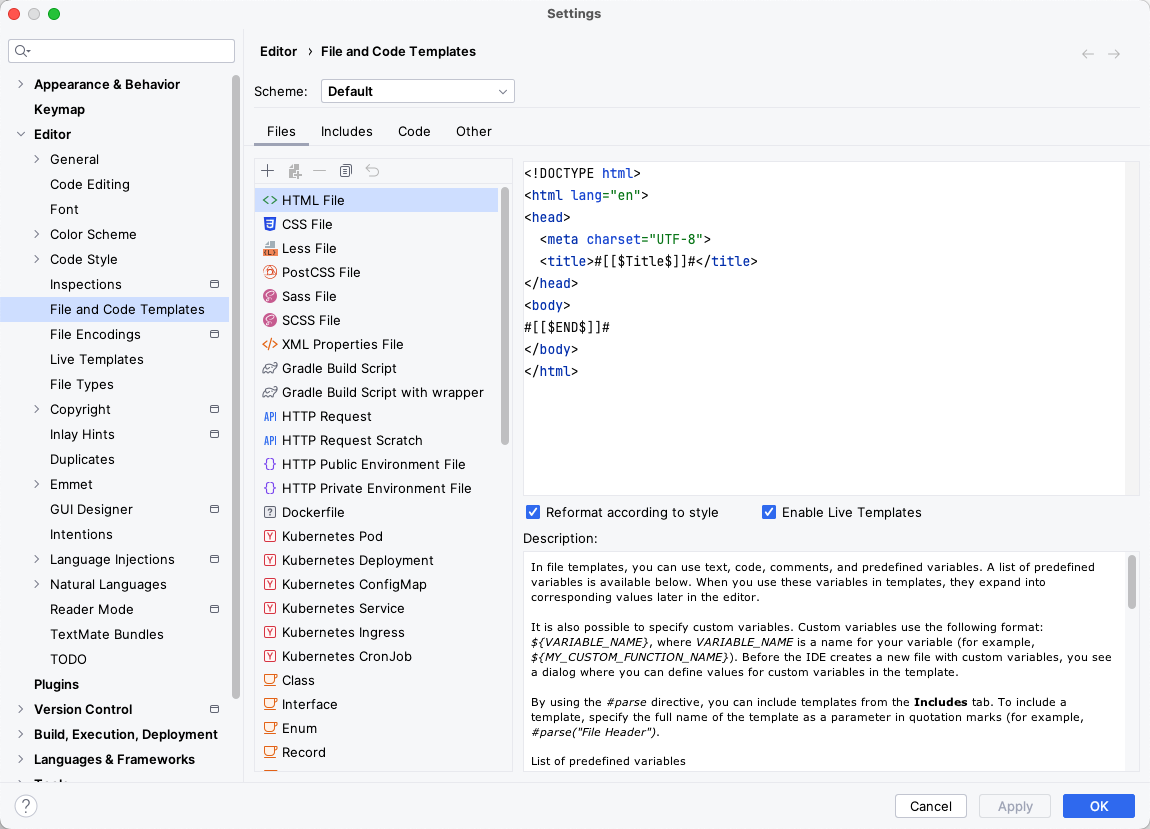 Settings
Appearance & Behavior
Keymap
Editor
General
Code Editing
Font
Color Scheme
Code Style
Inspections
File and Code Templates
File Encodings
Live Templates
File Types
Copyright
Inlay Hints
Duplicates
Emmet
GUI Designer
Intentions
Language Injections
Natural Languages
Reader Mode
TextMate Bundles
TODO
Plugins
Version Control
Build, Execution, Deployment
Languages & Frameworks
Tools
Editor › File and Code Templates
Scheme: Default
Files Includes Code Other
HTML File
CSS File
Less File
PostCSS File
Sass File
SCSS File
XML Properties File
Gradle Build Script
Gradle Build Script with wrapper
API HTTP Request
API HTTP Request Scratch
HTTP Public Environment File
HTTP Private Environment File
Dockerfile
Kubernetes Pod
Kubernetes Deployment
Kubernetes ConfigMap
Kubernetes Service
Kubernetes Ingress
Kubernetes CronJob
Class
Interface
Enum
Record
<!DOCTYPE html>
<html lang="en">
<head>
  <meta charset="UTF-8">
  <title>#[[$Title$]]#</title>
</head>
<body>
#[[$END$]]#
</body>
</html>
Reformat according to style Enable Live Templates
Description:
In file templates, you can use text, code, comments, and predefined variables. A list of predefined
variables is available below. When you use these variables in templates, they expand into
corresponding values later in the editor.
It is also possible to specify custom variables. Custom variables use the following format:
${VARIABLE_NAME}, where VARIABLE_NAME is a name for your variable (for example,
${MY_CUSTOM_FUNCTION_NAME}). Before the IDE creates a new file with custom variables, you see
a dialog where you can define values for custom variables in the template.
By using the #parse directive, you can include templates from the Includes tab. To include a
template, specify the full name of the template as a parameter in quotation marks (for example,
#parse("File Header").
List of predefined variables
? Cancel Apply OK